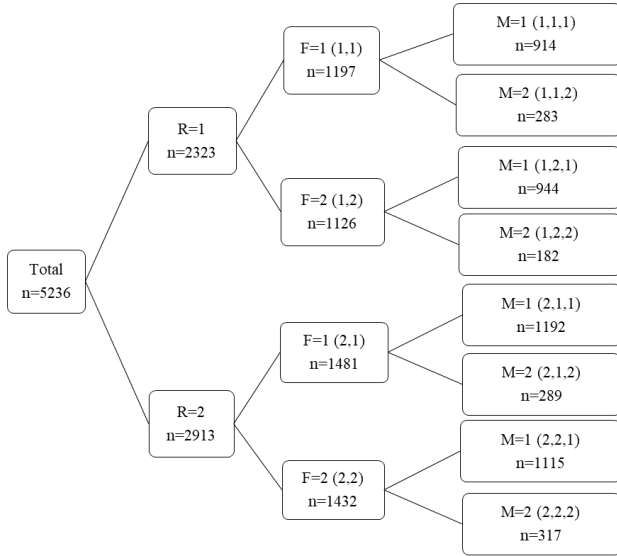 M=1 (1,1,1)
n=914
F=1 (1,1)
n=1197
M=2 (1,1,2)
n=283
R=1
n=2323
M=1 (1,2,1)
n=944
F=2 (1,2)
n=1126
M=2 (1,2,2)
n=182
Total
n=5236
M=1 (2,1,1)
n=1192
F=1 (2,1)
n=1481
M=2 (2,1,2)
n=289
R=2
n=2913
M=1 (2,2,1)
n=1115
F=2 (2,2)
n=1432
M=2 (2,2,2)
n=317